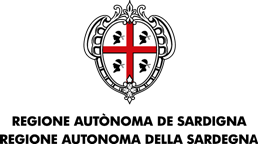 REGIONE AUTÒNOMA DE SARDIGNA
REGIONE AUTONOMA DELLA SARDEGNA